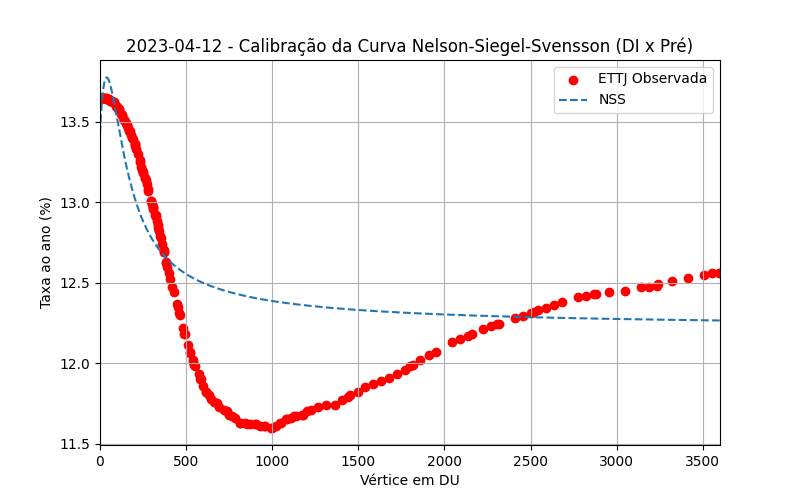 2023-04-12 - Calibração da Curva Nelson-Siegel-Svensson (DI x Pré)
ETTJ Observada
NSS
Taxa ao ano (%)
13.5
13.0
12.5
12.0
11.5
0 500 1000 1500 2000 2500 3000 3500
Vértice em DU